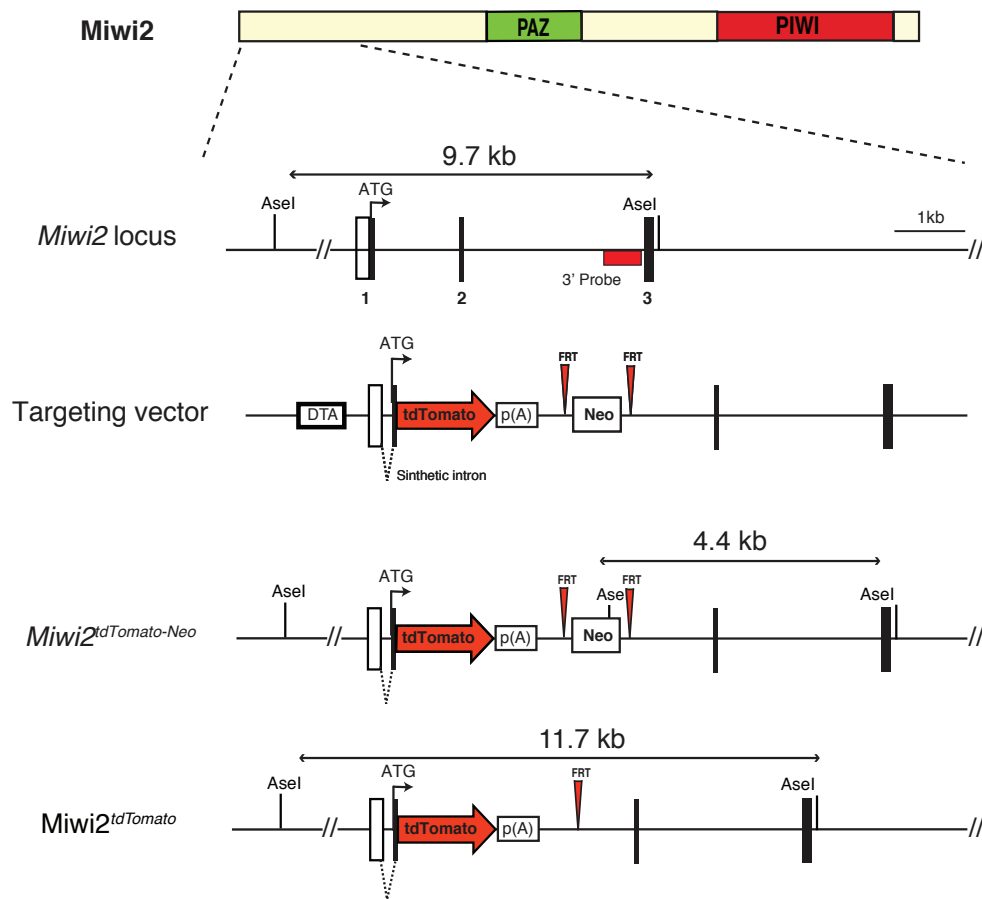 Miwi2 PAZ PIWI
9.7 kb
ATG
AseI AseI
1kb
Miwi2 locus // //
3' Probe
1 2 3
ATG FRT FRT
Targeting vector DTA tdTomato p(A) Neo
Sinthetic intron
4.4 kb
ATG FRT FRT
AseI Ase AseI
Miwi2tdTomato-Neo // tdTomato p(A) Neo //
11.7 kb
ATG FRT
AseI AseI
Miwi2tdTomato // tdTomato p(A) //